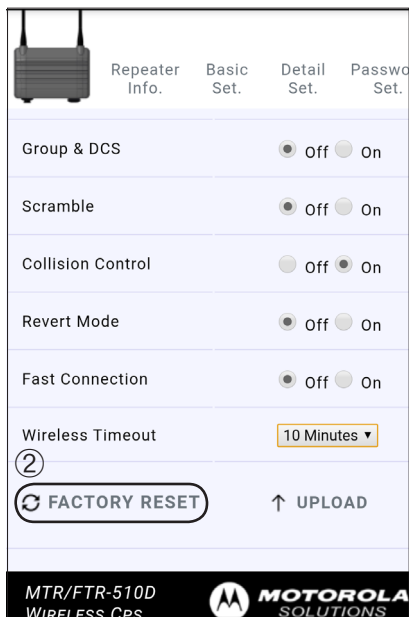 Repeater Info.
Basic Set.
Detail Set.
Passwo Set.
Group & DCS Off On
Scramble Off On
Collision Control Off On
Revert Mode Off On
Fast Connection Off On
Wireless Timeout 10 Minutes ▼
②
FACTORY RESET ↑ UPLOAD
MTR/FTR-510D
WIRELESS CPS
MOTOROLA
SOLUTIONS